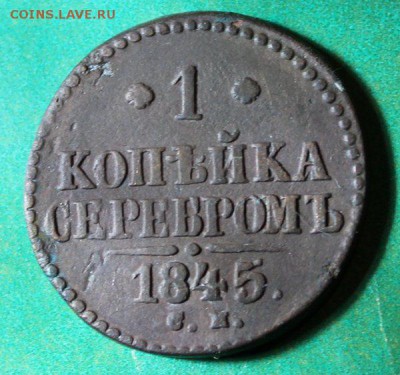 COINS.LAVE.RU
1
КОПѢЙКА
СЕРЕБРОМЪ
1845.
С. М.